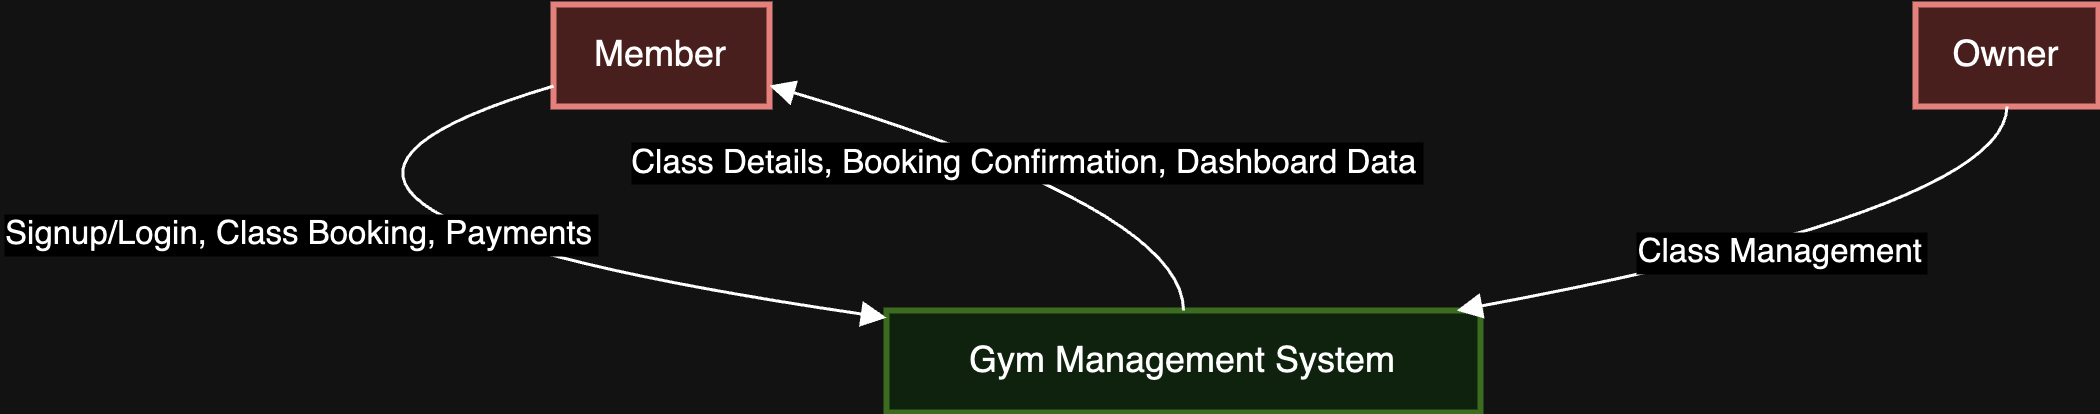 Member
Owner
Class Details, Booking Confirmation, Dashboard Data
Signup/Login, Class Booking, Payments
Class Management
Gym Management System